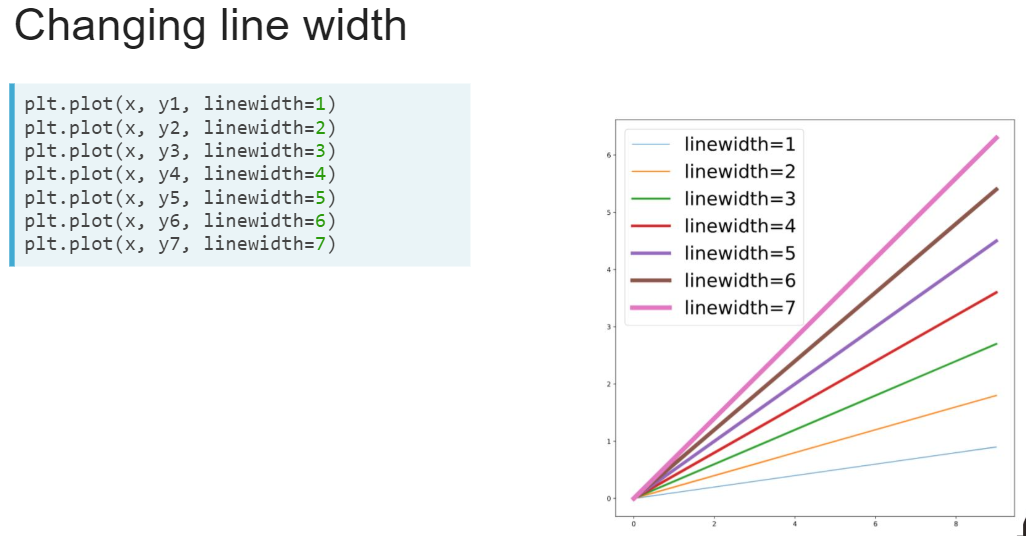 Changing line width
plt.plot(x, y1, linewidth=1)
plt.plot(x, y2, linewidth=2)
plt.plot(x, y3, linewidth=3)
plt.plot(x, y4, linewidth=4)
plt.plot(x, y5, linewidth=5)
plt.plot(x, y6, linewidth=6)
plt.plot(x, y7, linewidth=7)
linewidth=1
linewidth=2
linewidth=3
linewidth=4
linewidth=5
linewidth=6
linewidth=7
6
5
4
3
2
1
0
0 2 4 6 8